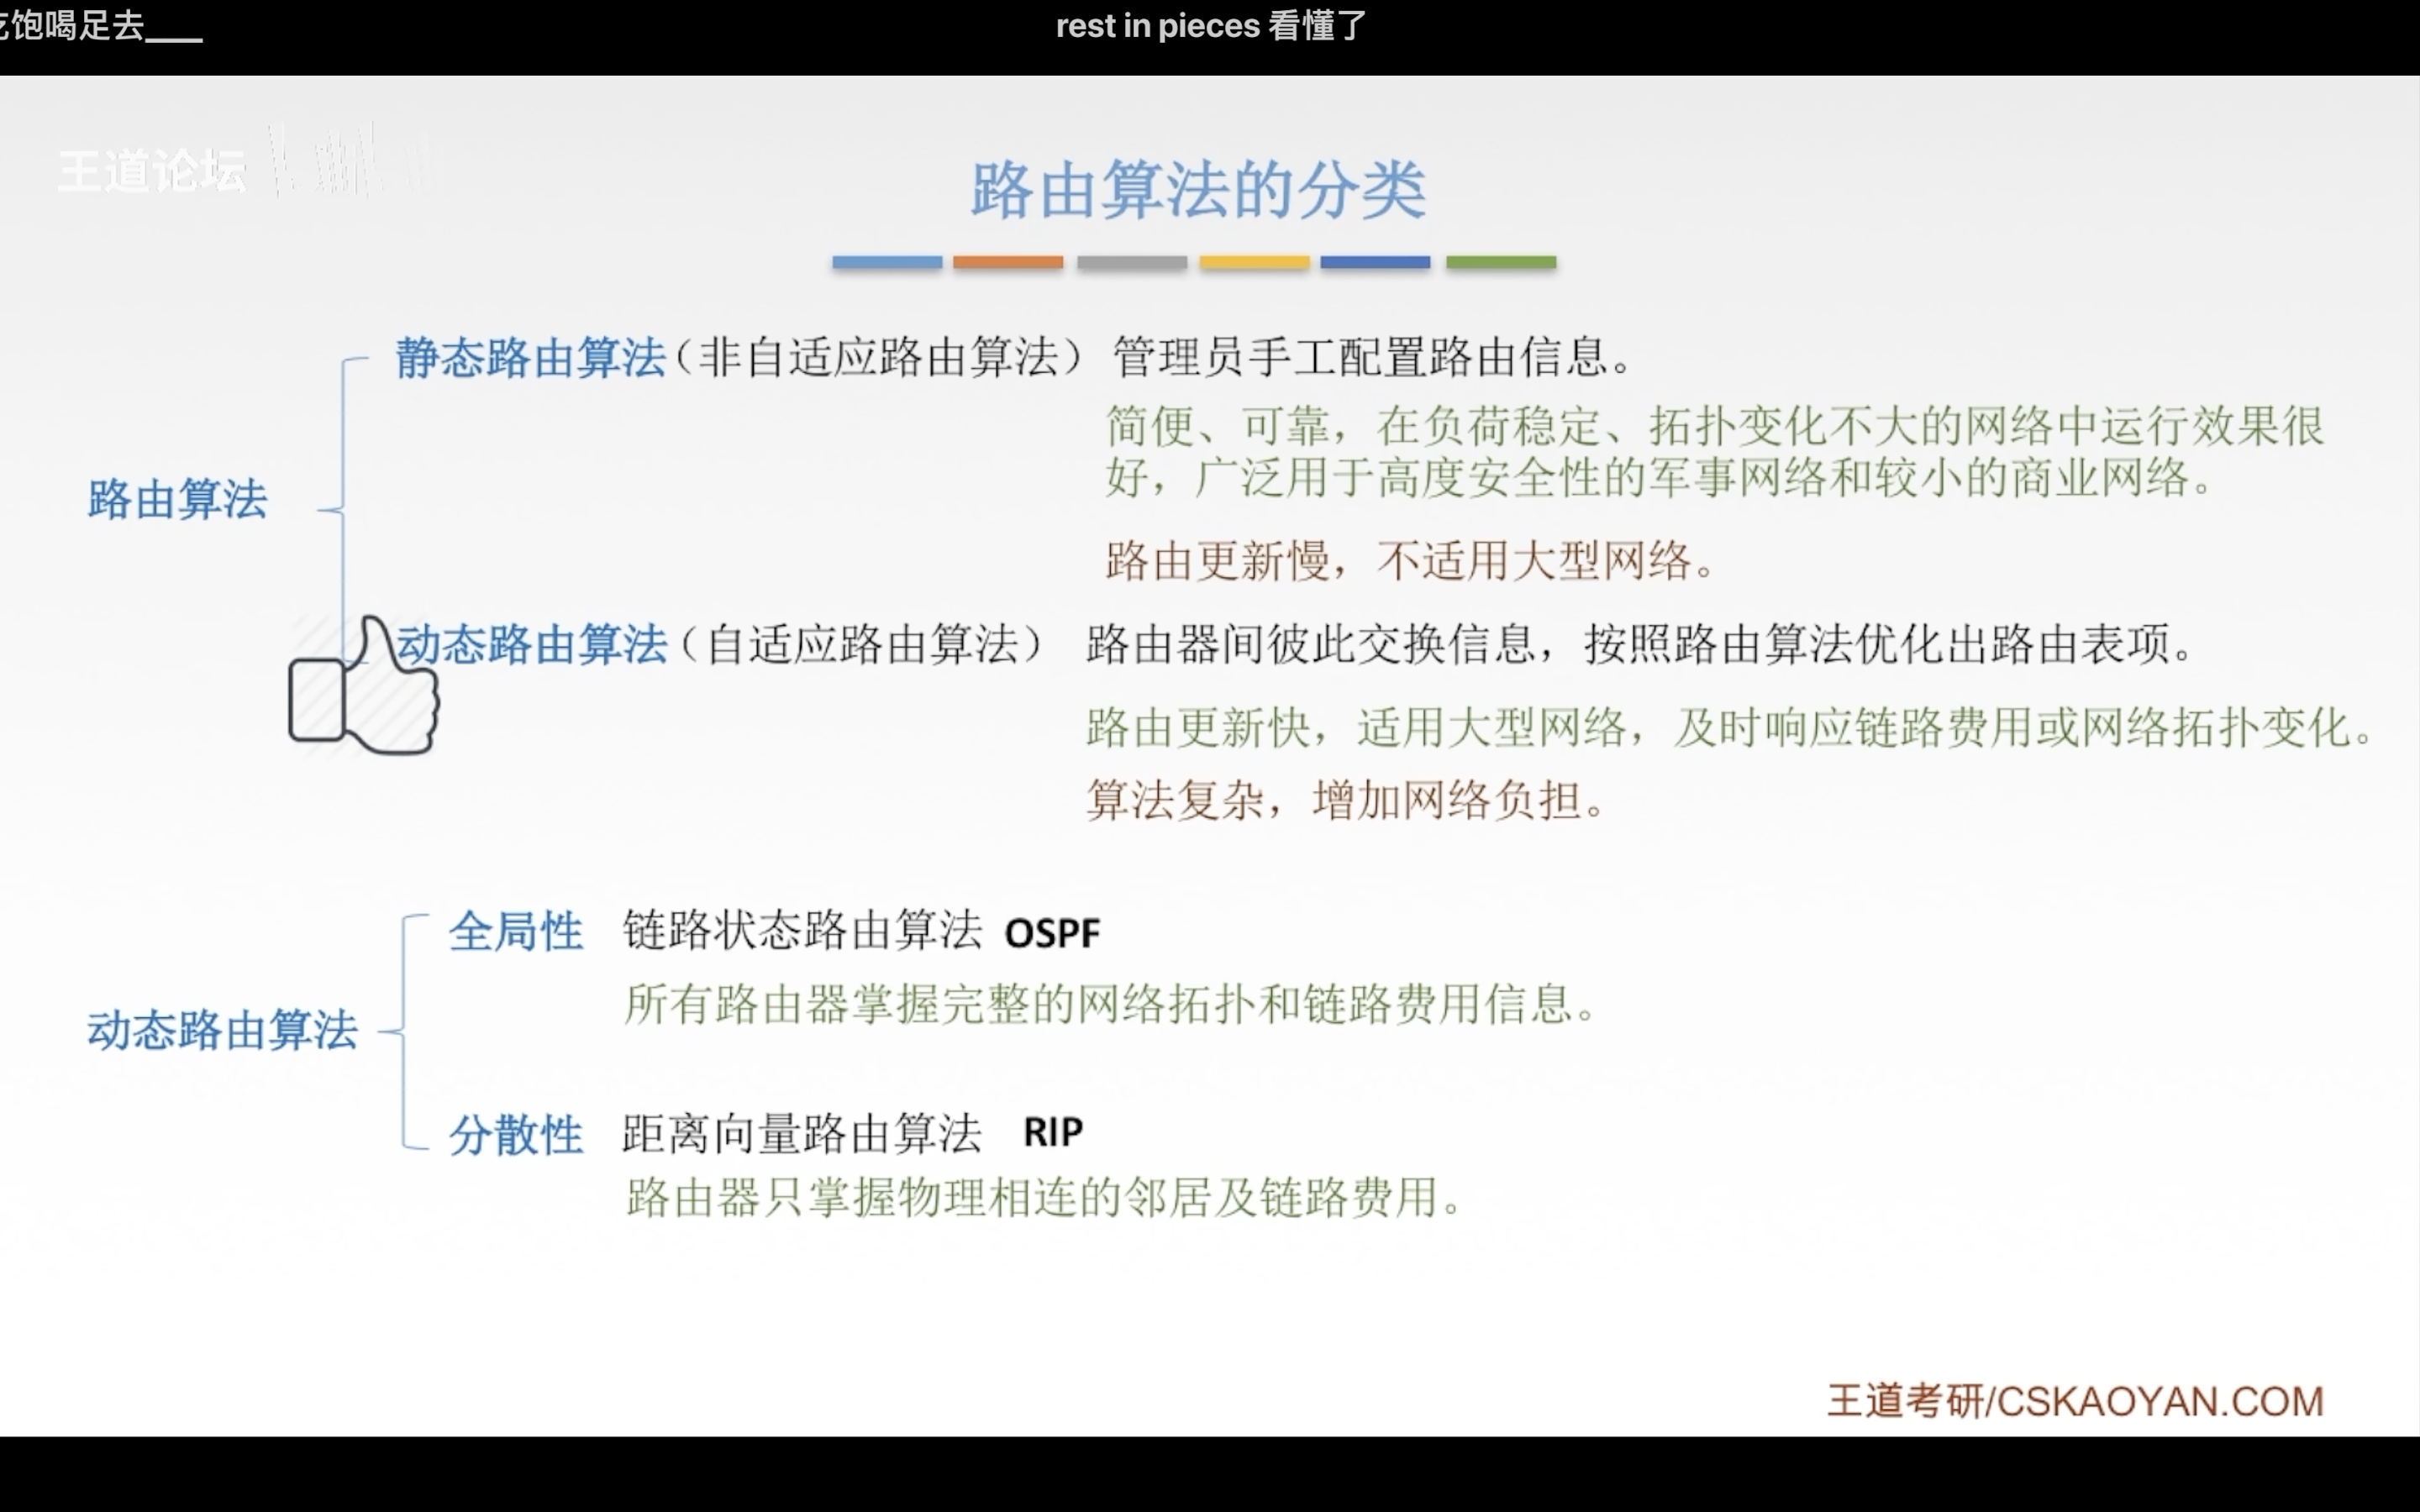 饱喝足去___
rest in pieces 看懂了
王道论坛
路由算法的分类
静态路由算法（非自适应路由算法） 管理员手工配置路由信息。
简便、可靠，在负荷稳定、拓扑变化不大的网络中运行效果很
好，广泛用于高度安全性的军事网络和较小的商业网络。
路由算法
路由更新慢，不适用大型网络。
动态路由算法（自适应路由算法） 路由器间彼此交换信息，按照路由算法优化出路由表项。
路由更新快，适用大型网络，及时响应链路费用或网络拓扑变化。
算法复杂，增加网络负担。
全局性 链路状态路由算法 OSPF
所有路由器掌握完整的网络拓扑和链路费用信息。
动态路由算法
分散性 距离向量路由算法 RIP
路由器只掌握物理相连的邻居及链路费用。
王道考研/CSKAOYAN.COM